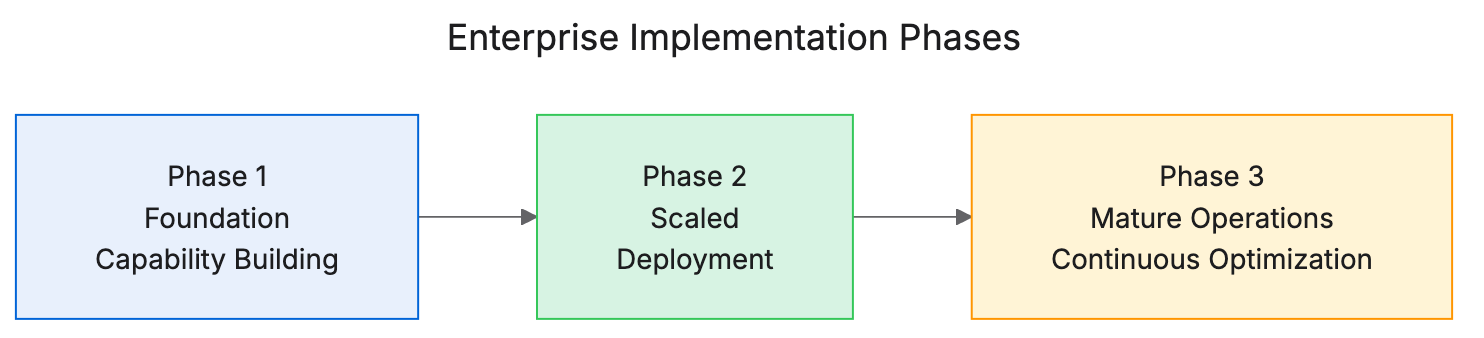 Enterprise Implementation Phases
Phase 1
Foundation
Capability Building
Phase 2
Scaled
Deployment
Phase 3
Mature Operations
Continuous Optimization